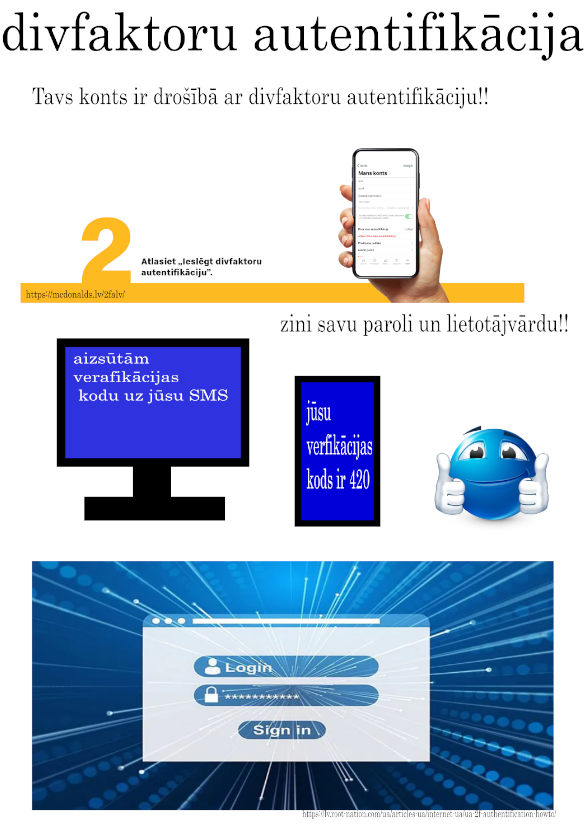 divfaktoru autentifikācija
Tavs konts ir drošībā ar divfaktoru autentifikāciju!!
Mans konts
2
Atlasiet „Ieslēgt divfaktoru
autentifikāciju”.
https://mcdonalds.lv/2falv/
zini savu paroli un lietotājvārdu!!
aizsūtām
verafikācijas
kodu uz jūsu SMS
jūsu
verfikācijas
kods ir 420
Login
***********
Sign in
https://lv.root-nation.com/ua/articles-ua/internet-ua/ua-2f-authentification-howto/